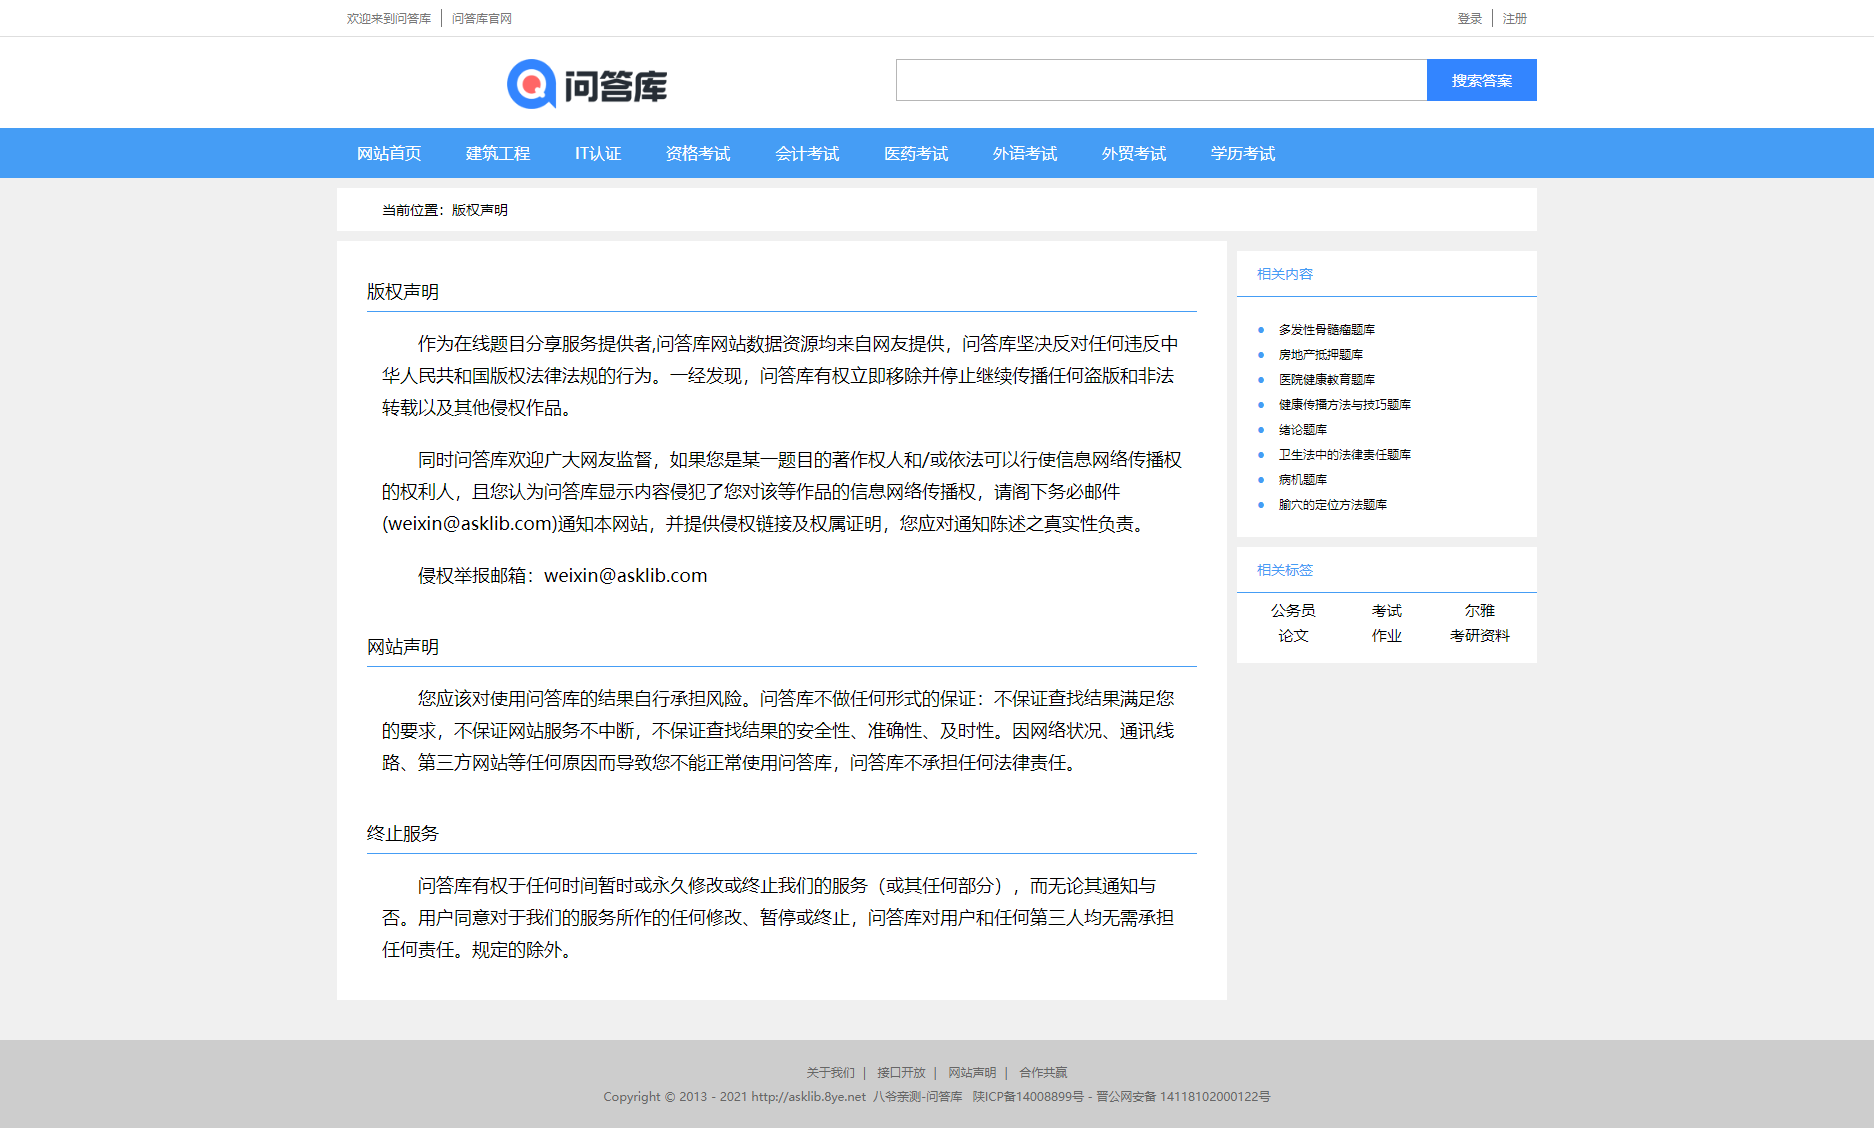 欢迎来到问答库 | 问答库官网
登录 | 注册
问答库
搜索答案
网站首页 建筑工程 IT认证 资格考试 会计考试 医药考试 外语考试 外贸考试 学历考试
当前位置：版权声明
版权声明
作为在线题目分享服务提供者,问答库网站数据资源均来自网友提供，问答库坚决反对任何违反中
华人民共和国版权法律法规的行为。一经发现，问答库有权立即移除并停止继续传播任何盗版和非法
转载以及其他侵权作品。
同时问答库欢迎广大网友监督，如果您是某一题目的著作权人和/或依法可以行使信息网络传播权
的权利人，且您认为问答库显示内容侵犯了您对该等作品的信息网络传播权，请阁下务必邮件
(weixin@asklib.com)通知本网站，并提供侵权链接及权属证明，您应对通知陈述之真实性负责。
侵权举报邮箱：weixin@asklib.com
网站声明
您应该对使用问答库的结果自行承担风险。问答库不做任何形式的保证：不保证查找结果满足您
的要求，不保证网站服务不中断，不保证查找结果的安全性、准确性、及时性。因网络状况、通讯线
路、第三方网站等任何原因而导致您不能正常使用问答库，问答库不承担任何法律责任。
终止服务
问答库有权于任何时间暂时或永久修改或终止我们的服务（或其任何部分），而无论其通知与
否。用户同意对于我们的服务所作的任何修改、暂停或终止，问答库对用户和任何第三人均无需承担
任何责任。规定的除外。
相关内容
多发性骨髓瘤题库
房地产抵押题库
医院健康教育题库
健康传播方法与技巧题库
绪论题库
卫生法中的法律责任题库
病机题库
腧穴的定位方法题库
相关标签
公务员 考试 尔雅
论文 作业 考研资料
关于我们 | 接口开放 | 网站声明 | 合作共赢
Copyright © 2013 - 2021 http://asklib.8ye.net 八爷亲测-问答库 陕ICP备14008899号 - 晋公网安备 14118102000122号